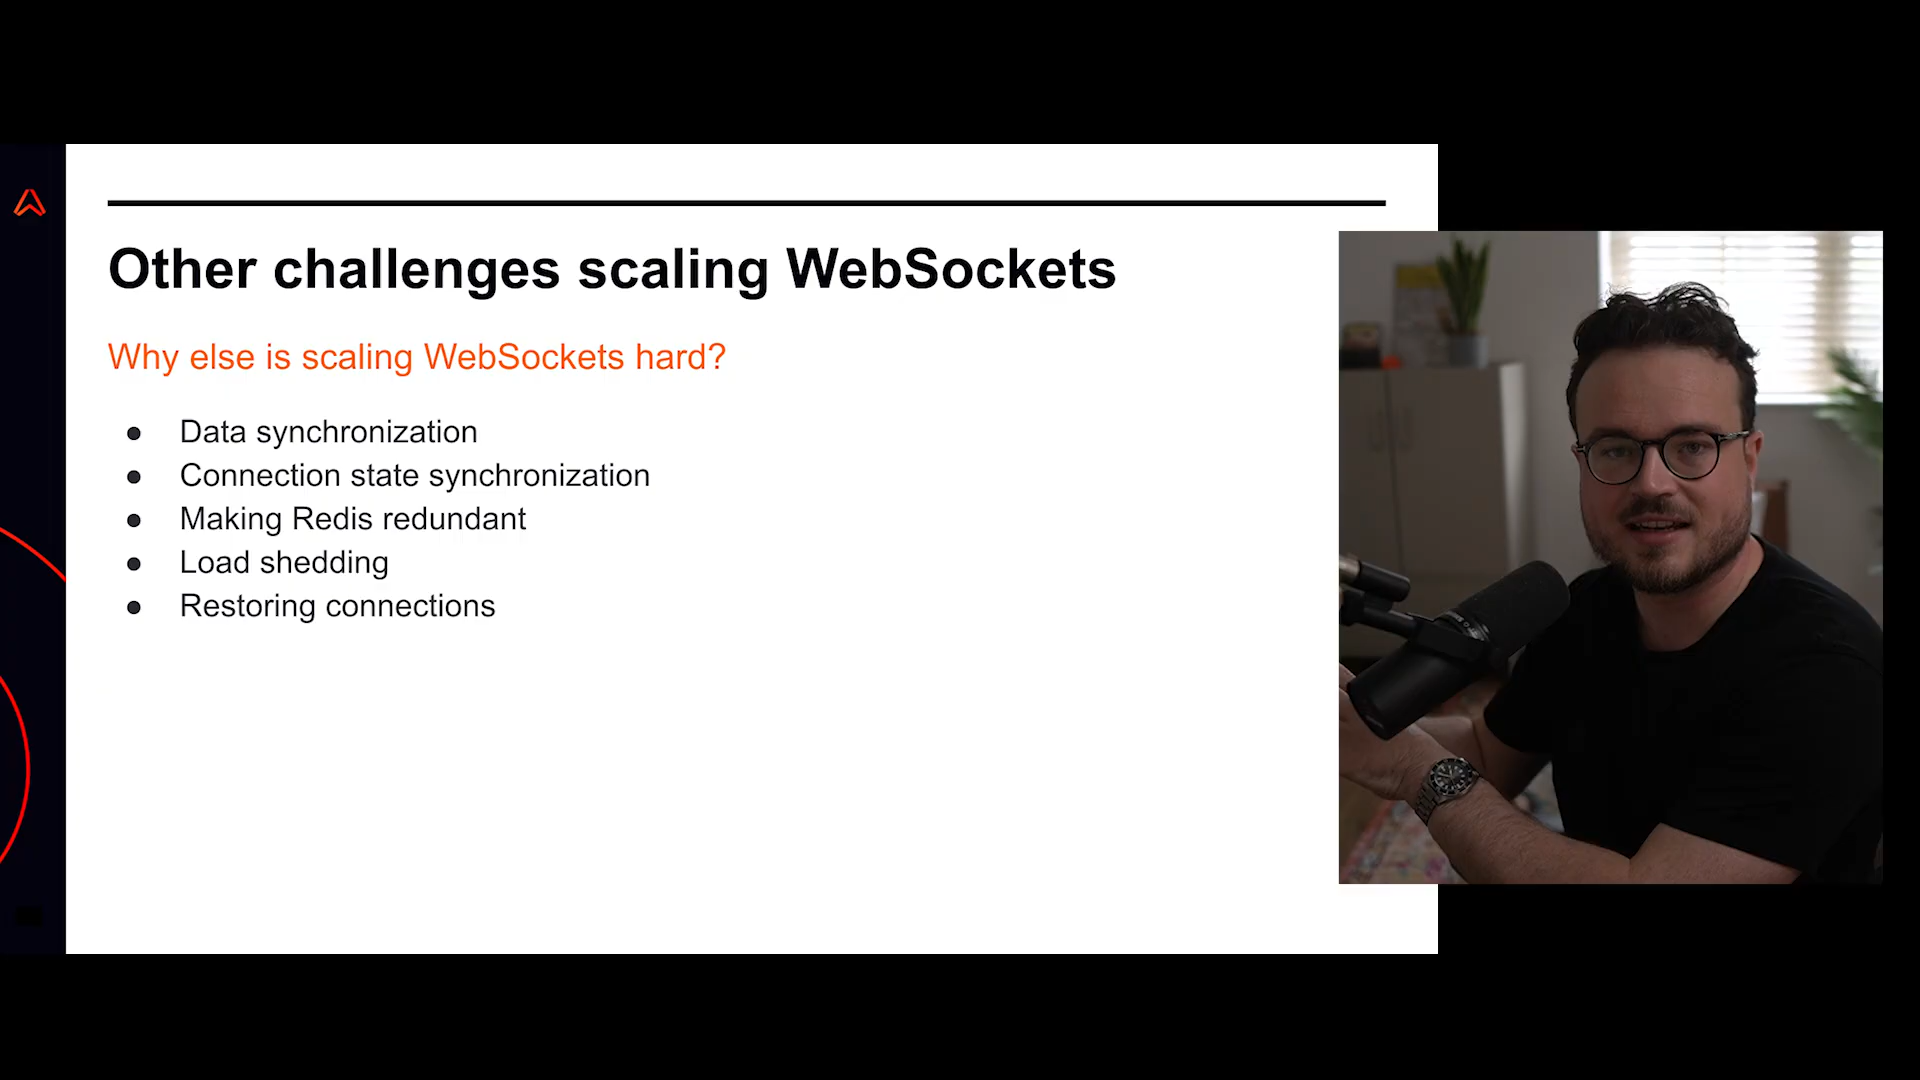 Other challenges scaling WebSockets
Why else is scaling WebSockets hard?
● Data synchronization
● Connection state synchronization
● Making Redis redundant
● Load shedding
● Restoring connections